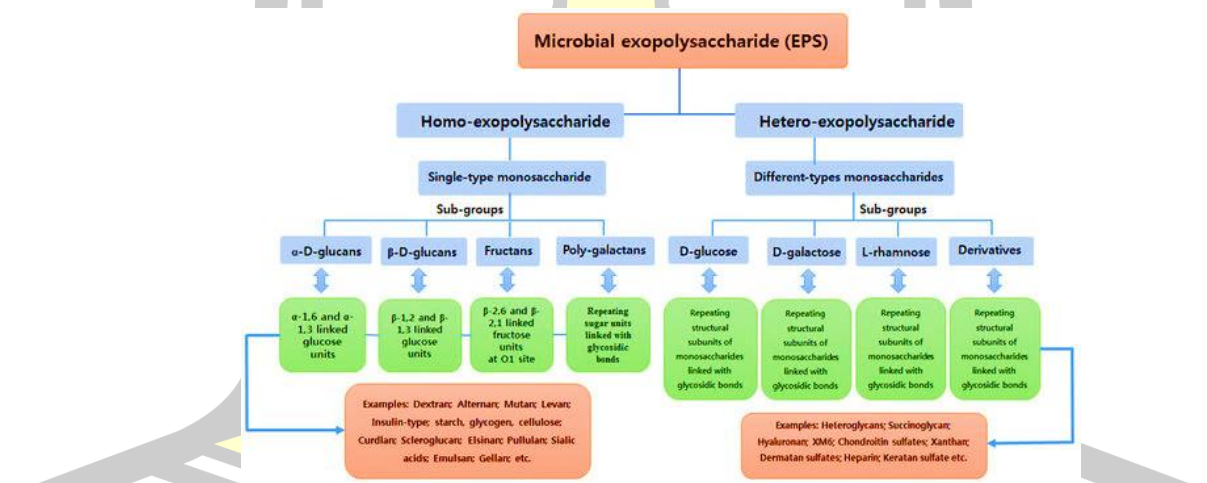 Microbial exopolysaccharide (EPS)
Homo-exopolysaccharide
Hetero-exopolysaccharide
Single-type monosaccharide
Different-types monosaccharides
Sub-groups
Sub-groups
α-D-glucans
β-D-glucans
Fructans
Poly-galactans
D-glucose
D-galactose
L-rhamnose
Derivatives
α-1,6 and α-
1,3 linked
glucose
units
β-1,2 and β-
1,3 linked
glucose
units
β-2,6 and β-
2,1 linked
fructose
units
at O1 site
Repeating
sugar units
linked with
glycosidic
bonds
Repeating
structural
subunits of
monosaccharides
linked with
glycosidic bonds
Repeating
structural
subunits of
monosaccharides
linked with
glycosidic bonds
Repeating
structural
subunits of
monosaccharides
linked with
glycosidic bonds
Repeating
structural
subunits of
monosaccharides
linked with
glycosidic bonds
Examples: Dextran; Alternan; Mutan; Levan;
Insulin-type; starch, glycogen, cellulose;
Curdlan; Scleroglucan; Elsinan; Pullulan; Sialic
acids; Emulsan; Gellan; etc.
Examples: Heteroglycans; Succinoglycan;
Hyaluronan; XM6; Chondroitin sulfates; Xanthan;
Dermatan sulfates; Heparin; Keratan sulfate etc.